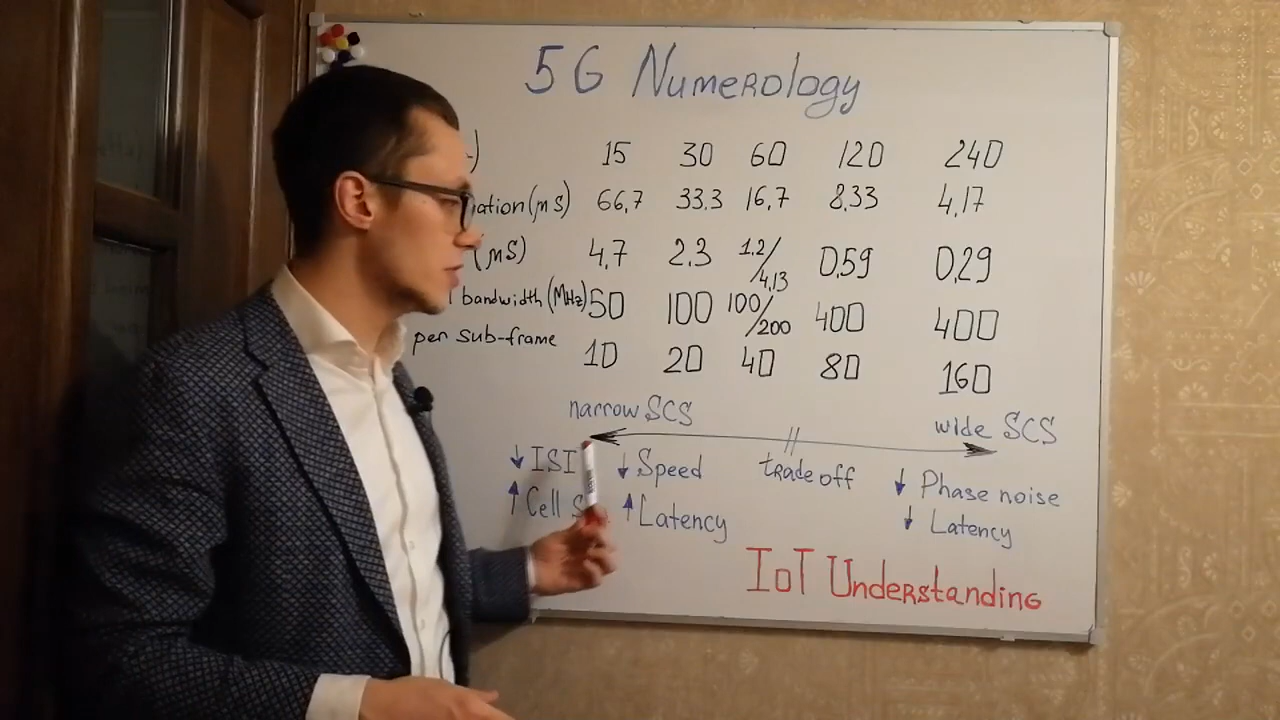 5G Numerology
15 30 60 120 240
ation (μs) 66,7 33.3 16,7 8,33 4,17
(μs) 4,7 2.3 1.2/4,13 0,59 0,29
bandwidth (MHz) 50 100 100/200 400 400
per sub-frame 10 20 40 80 160
narrow SCS wide SCS
↓ ISI ↓ Speed trade off ↓ Phase noise
↑ Cell ↑ Latency ↓ Latency
IoT Understanding